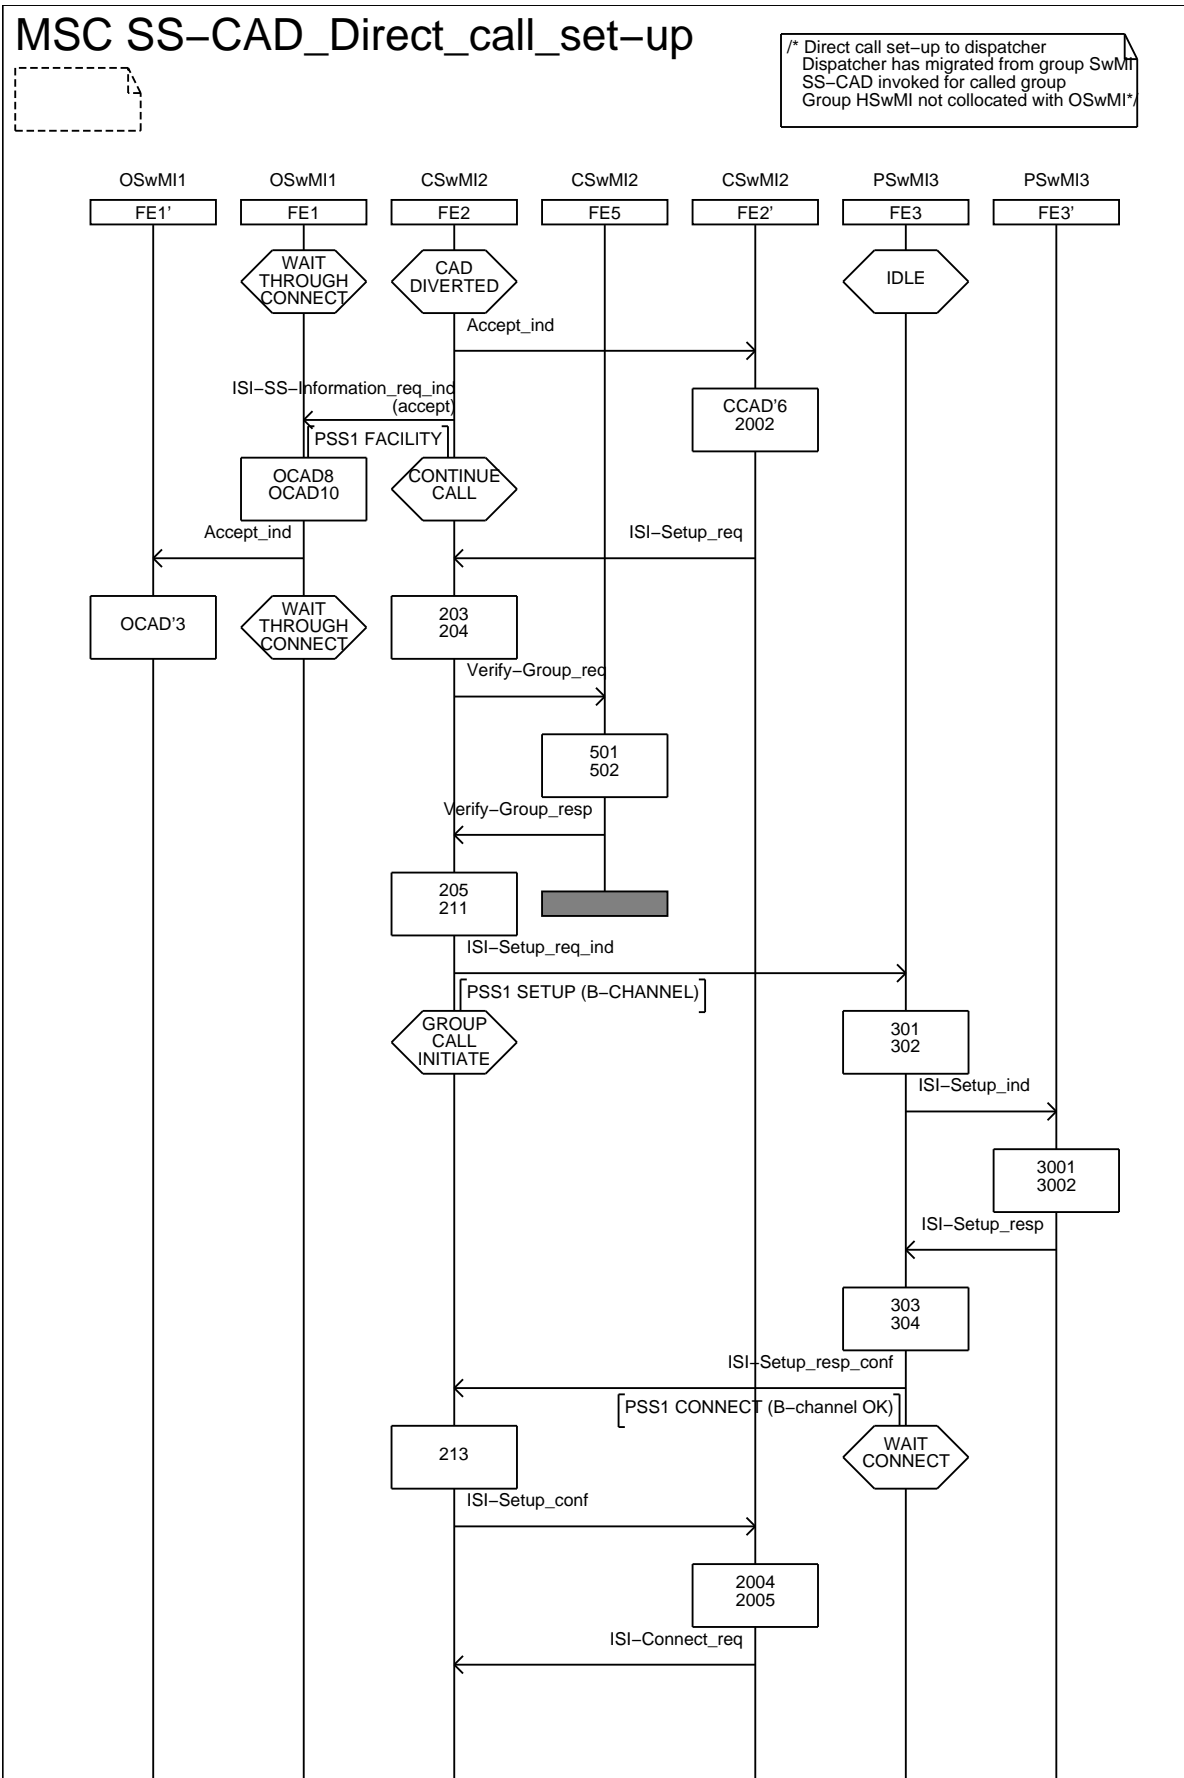 MSC SS−CAD_Direct_call_set−up
/* Direct call set−up to dispatcher
Dispatcher has migrated from group SwMI
SS−CAD invoked for called group
Group HSwMI not collocated with OSwMI*/
OSwMI1 OSwMI1 CSwMI2 CSwMI2 CSwMI2 PSwMI3 PSwMI3
FE1' FE1 FE2 FE5 FE2' FE3 FE3'
WAIT
THROUGH
CONNECT
CAD
DIVERTED
IDLE
Accept_ind
ISI−SS−Information_req_ind
(accept)
PSS1 FACILITY
CCAD'6
2002
OCAD8
OCAD10
CONTINUE
CALL
Accept_ind
ISI−Setup_req
OCAD'3
WAIT
THROUGH
CONNECT
203
204
Verify−Group_req
501
502
Verify−Group_resp
205
211
ISI−Setup_req_ind
PSS1 SETUP (B−CHANNEL)
GROUP
CALL
INITIATE
301
302
ISI−Setup_ind
3001
3002
ISI−Setup_resp
303
304
ISI−Setup_resp_conf
PSS1 CONNECT (B−channel OK)
213
WAIT
CONNECT
ISI−Setup_conf
2004
2005
ISI−Connect_req